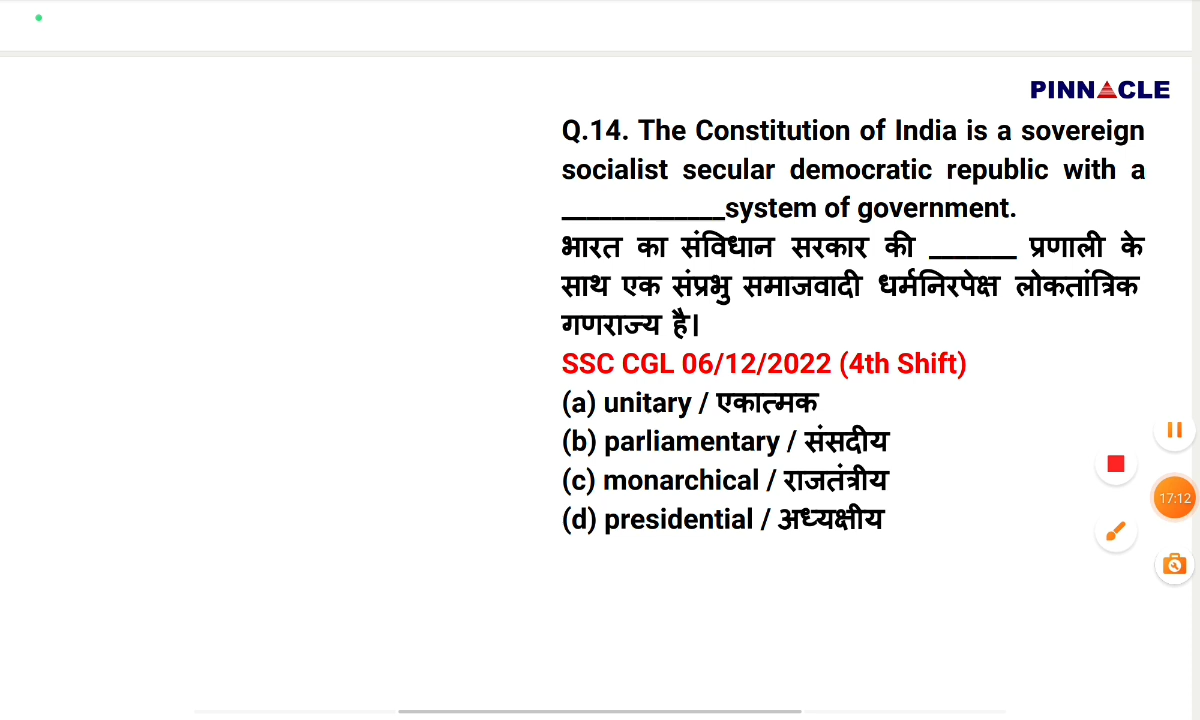 PINNACLE
Q.14. The Constitution of India is a sovereign
socialist secular democratic republic with a
_____________system of government.
भारत का संविधान सरकार की _______ प्रणाली के
साथ एक संप्रभु समाजवादी धर्मनिरपेक्ष लोकतांत्रिक
गणराज्य है।
SSC CGL 06/12/2022 (4th Shift)
(a) unitary / एकात्मक
(b) parliamentary / संसदीय
(c) monarchical / राजतंत्रीय
(d) presidential / अध्यक्षीय
17:12